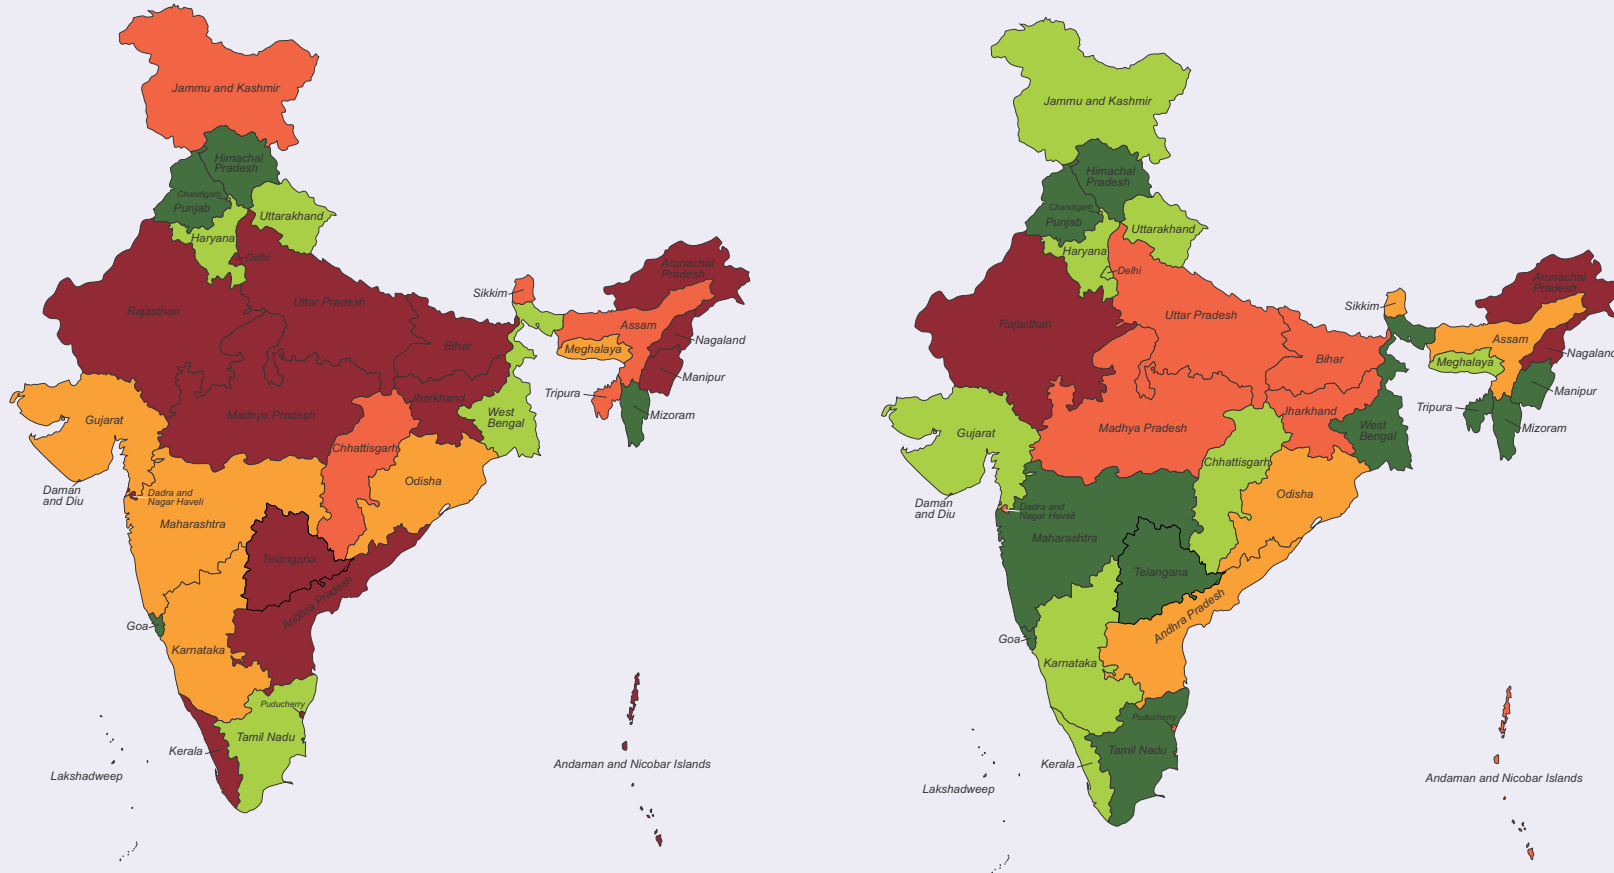 Jammu and Kashmir
Himachal
Pradesh
Chandigarh
Punjab
Uttarakhand
Haryana
Delhi
Rajasthan
Uttar Pradesh
Bihar
Sikkim
Arunachal
Pradesh
Assam
Nagaland
Meghalaya
Manipur
Tripura
Mizoram
Gujarat
Madhya Pradesh
Jharkhand
West
Bengal
Chhattisgarh
Odisha
Daman
and Diu
Dadra and
Nagar Haveli
Maharashtra
Telangana
Andhra Pradesh
Goa
Karnataka
Puducherry
Tamil Nadu
Kerala
Lakshadweep
Andaman and Nicobar Islands
Jammu and Kashmir
Himachal
Pradesh
Chandigarh
Punjab
Uttarakhand
Haryana
Delhi
Rajasthan
Uttar Pradesh
Bihar
Sikkim
Arunachal
Pradesh
Assam
Nagaland
Meghalaya
Manipur
Tripura
Mizoram
Gujarat
Madhya Pradesh
Jharkhand
West
Bengal
Chhattisgarh
Odisha
Daman
and Diu
Dadra and
Nagar Haveli
Maharashtra
Telangana
Andhra Pradesh
Goa
Karnataka
Puducherry
Tamil Nadu
Kerala
Lakshadweep
Andaman and Nicobar Islands